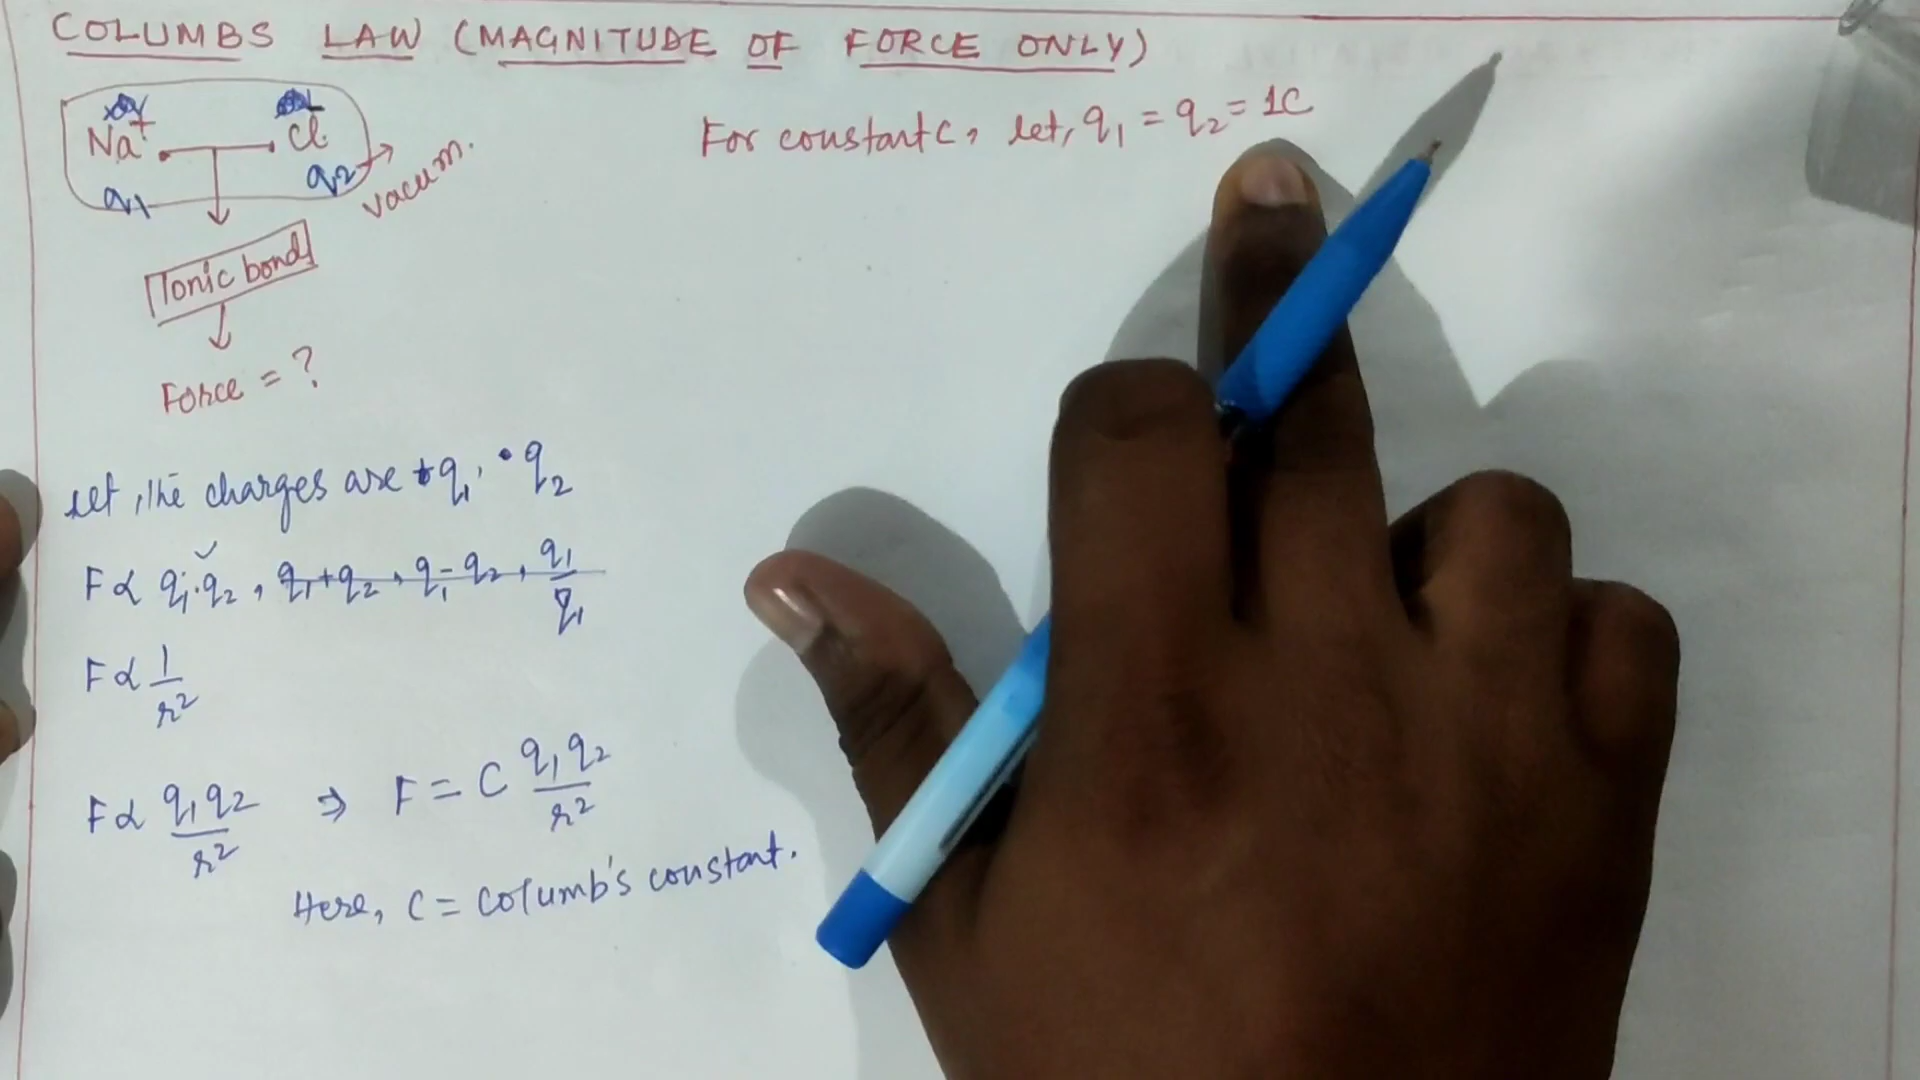 COLUMBS LAW (MAGNITUDE OF FORCE ONLY)
Na⁺ Cl
q₁ q₂ vacum.
Ionic bond
Force = ?
For constant C, let, q₁ = q₂ = 1C
Let, the charges are q₁, q₂
F ∝ q₁.q₂, q₁+q₂, q₁-q₂, q₁/q₁
F ∝ 1/r²
F ∝ q₁q₂/r² ⇒ F = C q₁q₂/r²
Here, C = Columb's constant.